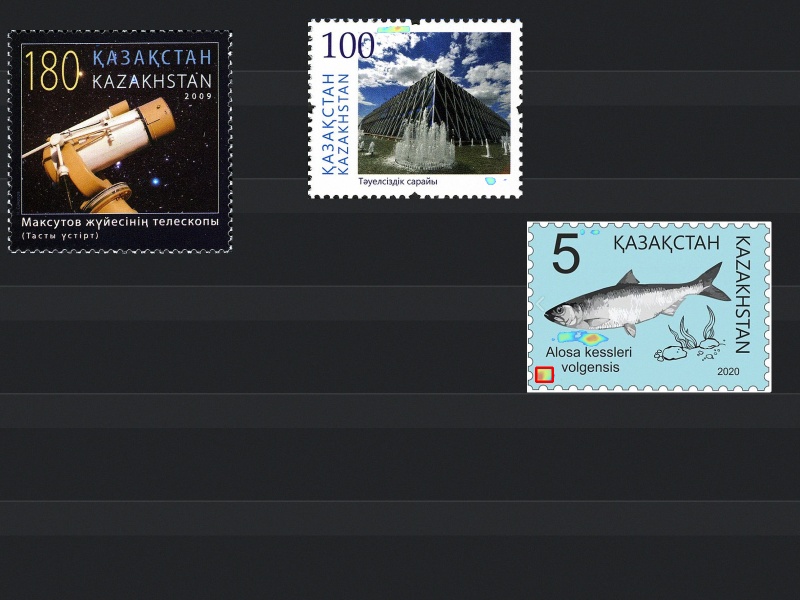 180
ҚАЗАҚСТАН
KAZAKHSTAN
2009
Мақсутов жүйесінің телескопы
(Тасты үстірт)
100
ҚАЗАҚСТАН
KAZAKHSTAN
Тәуелсіздік сарайы
5
ҚАЗАҚСТАН
KAZAKHSTAN
Alosa kessleri
volgensis
2020